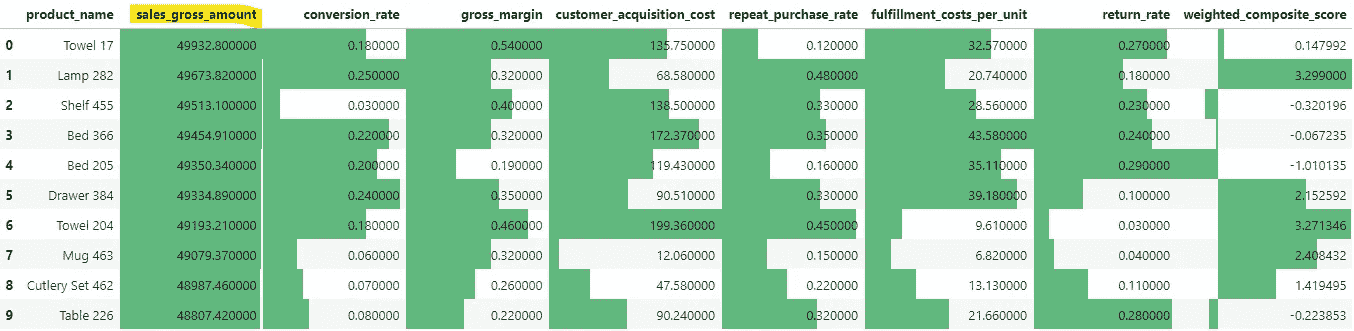 product_name sales_gross_amount conversion_rate gross_margin customer_acquisition_cost repeat_purchase_rate fulfillment_costs_per_unit return_rate weighted_composite_score
0 Towel 17 49932.800000 0.180000 0.540000 135.750000 0.120000 32.570000 0.270000 0.147992
1 Lamp 282 49673.820000 0.250000 0.320000 68.580000 0.480000 20.740000 0.180000 3.299000
2 Shelf 455 49513.100000 0.030000 0.400000 138.500000 0.330000 28.560000 0.230000 -0.320196
3 Bed 366 49454.910000 0.220000 0.320000 172.370000 0.350000 43.580000 0.240000 -0.067235
4 Bed 205 49350.340000 0.200000 0.190000 119.430000 0.160000 35.110000 0.290000 -1.010135
5 Drawer 384 49334.890000 0.240000 0.350000 90.510000 0.330000 39.180000 0.100000 2.152592
6 Towel 204 49193.210000 0.180000 0.460000 199.360000 0.450000 9.610000 0.030000 3.271346
7 Mug 463 49079.370000 0.060000 0.320000 12.060000 0.150000 6.820000 0.040000 2.408432
8 Cutlery Set 462 48987.460000 0.070000 0.260000 47.580000 0.220000 13.130000 0.110000 1.419495
9 Table 226 48807.420000 0.080000 0.220000 90.240000 0.320000 21.660000 0.280000 -0.223853